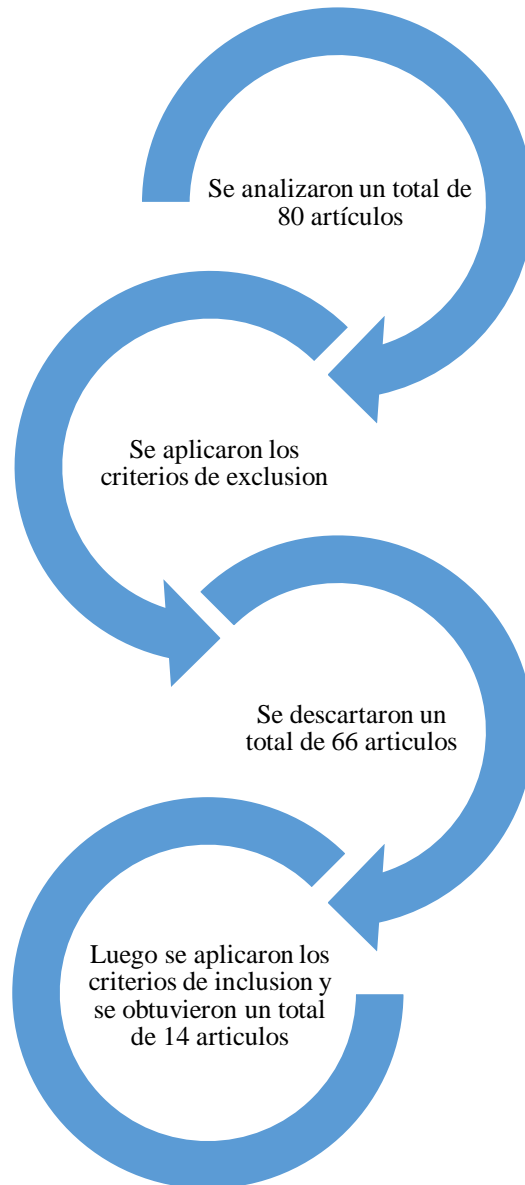 Se analizaron un total de
80 artículos
Se aplicaron los
criterios de exclusion
Se descartaron un
total de 66 articulos
Luego se aplicaron los
criterios de inclusion y
se obtuvieron un total
de 14 articulos